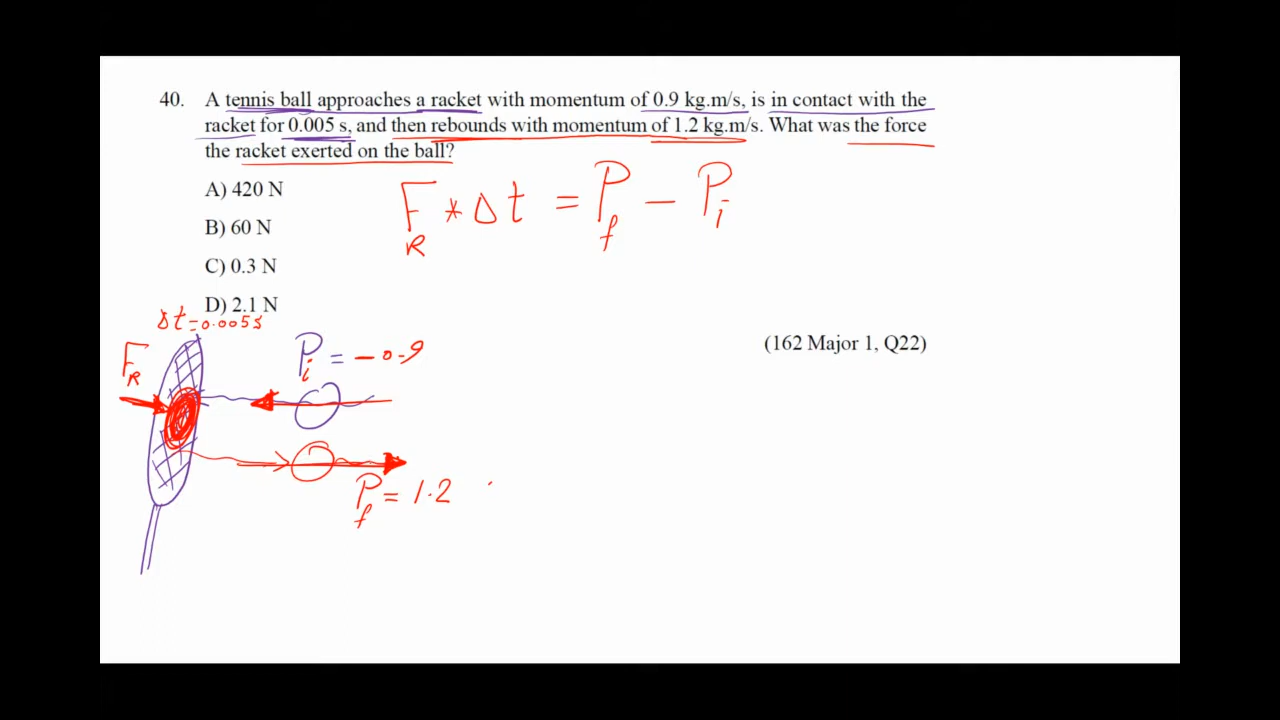 40. A tennis ball approaches a racket with momentum of 0.9 kg.m/s, is in contact with the
racket for 0.005 s, and then rebounds with momentum of 1.2 kg.m/s. What was the force
the racket exerted on the ball?
A) 420 N
F_R * Δt = P_f - P_i
B) 60 N
C) 0.3 N
D) 2.1 N
Δt = 0.005s
(162 Major 1, Q22)
F_R
P_i = -0.9
P_f = 1.2